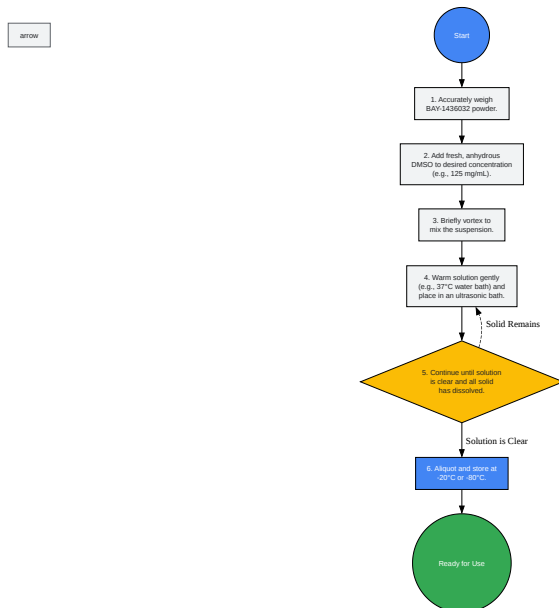 arrow
Start
1. Accurately weigh
BAY-1436032 powder.
2. Add fresh, anhydrous
DMSO to desired concentration
(e.g., 125 mg/mL).
3. Briefly vortex to
mix the suspension.
4. Warm solution gently
(e.g., 37°C water bath) and
place in an ultrasonic bath.
Solid Remains
5. Continue until solution
is clear and all solid
has dissolved.
Solution is Clear
6. Aliquot and store at
-20°C or -80°C.
Ready for Use